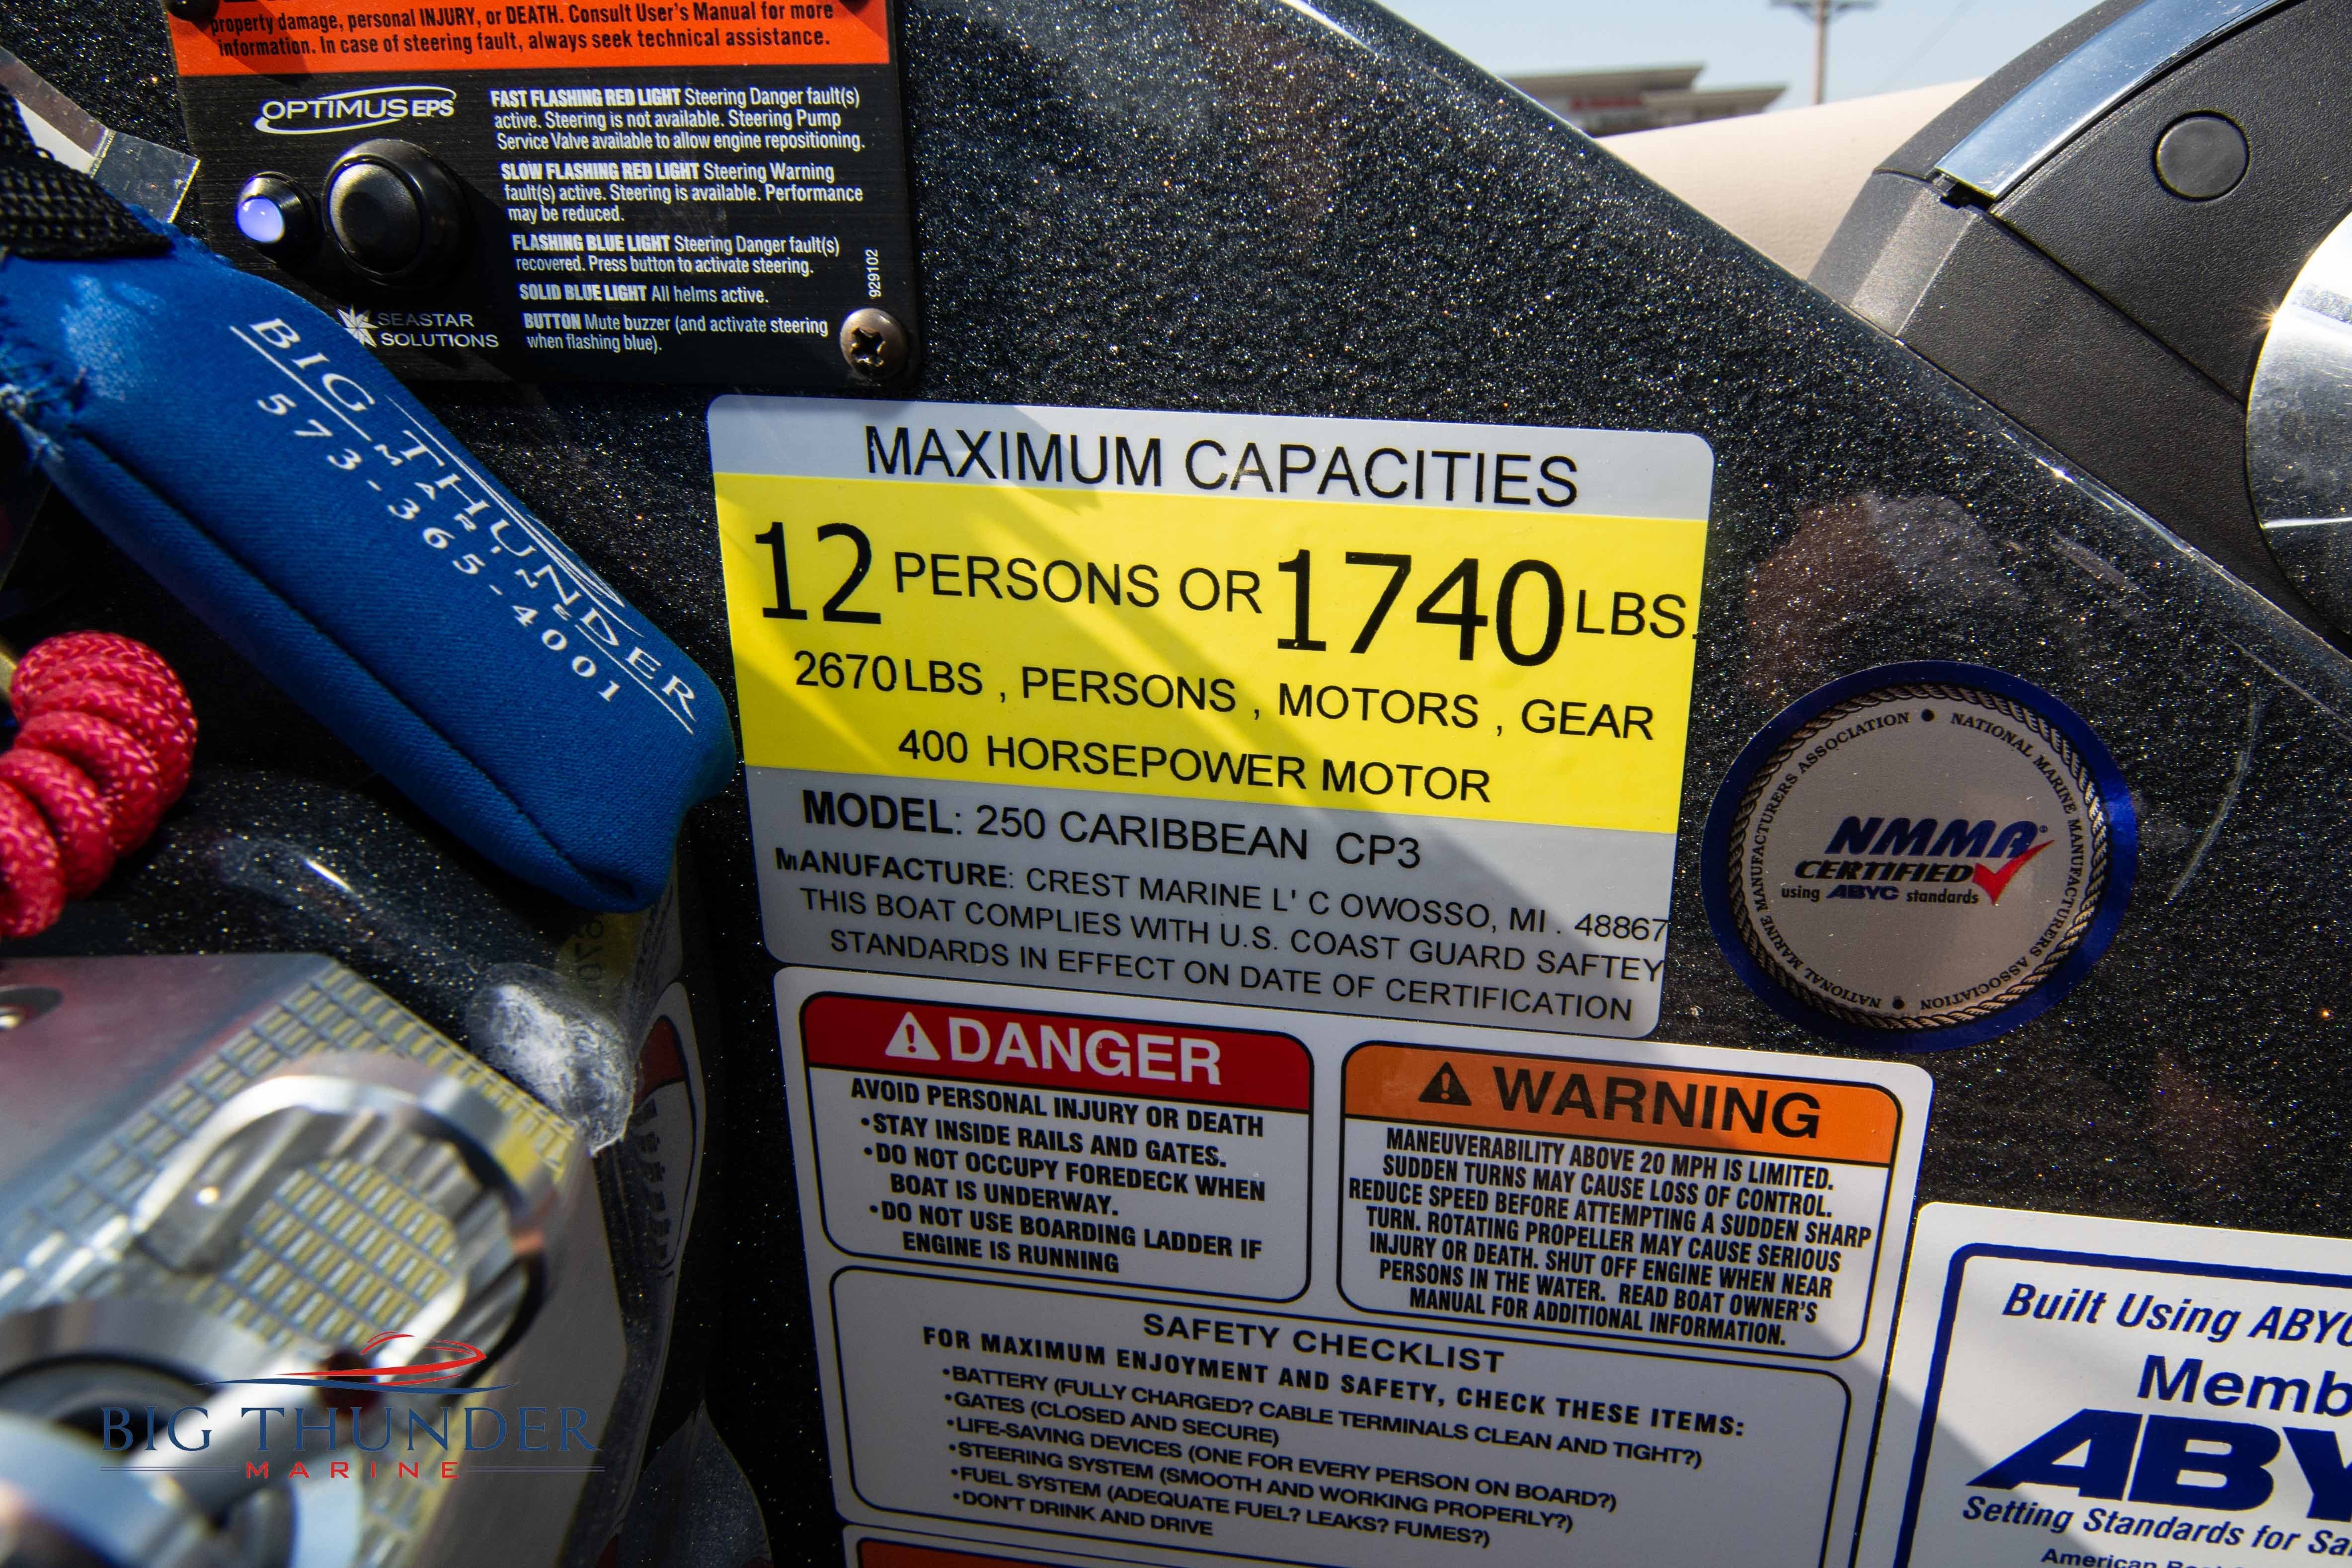 property damage, personal INJURY, or DEATH. Consult User's Manual for more
information. In case of steering fault, always seek technical assistance.
OPTIMUS EPS
FAST FLASHING RED LIGHT Steering Danger fault(s)
active. Steering is not available. Steering Pump
Service Valve available to allow engine repositioning.
SLOW FLASHING RED LIGHT Steering Warning
fault(s) active. Steering is available. Performance
may be reduced.
FLASHING BLUE LIGHT Steering Danger fault(s)
recovered. Press button to activate steering.
SOLID BLUE LIGHT All helms active.
BUTTON Mute buzzer (and activate steering
when flashing blue).
929102
SEASTAR
SOLUTIONS
BIG THUNDER
MARINE
573-365-4001
MAXIMUM CAPACITIES
12 PERSONS OR 1740 LBS.
2670 LBS , PERSONS , MOTORS , GEAR
400 HORSEPOWER MOTOR
MODEL: 250 CARIBBEAN CP3
MANUFACTURE: CREST MARINE L' C OWOSSO, MI . 48867
THIS BOAT COMPLIES WITH U.S. COAST GUARD SAFTEY
STANDARDS IN EFFECT ON DATE OF CERTIFICATION
NATIONAL MARINE MANUFACTURERS ASSOCIATION
NATIONAL MARINE MANUFACTURERS ASSOCIATION
NMMA®
CERTIFIED
using ABYC standards
DANGER
AVOID PERSONAL INJURY OR DEATH
•STAY INSIDE RAILS AND GATES.
•DO NOT OCCUPY FOREDECK WHEN
BOAT IS UNDERWAY.
•DO NOT USE BOARDING LADDER IF
ENGINE IS RUNNING
WARNING
MANEUVERABILITY ABOVE 20 MPH IS LIMITED.
SUDDEN TURNS MAY CAUSE LOSS OF CONTROL.
REDUCE SPEED BEFORE ATTEMPTING A SUDDEN SHARP
TURN. ROTATING PROPELLER MAY CAUSE SERIOUS
INJURY OR DEATH. SHUT OFF ENGINE WHEN NEAR
PERSONS IN THE WATER. READ BOAT OWNER'S
MANUAL FOR ADDITIONAL INFORMATION.
SAFETY CHECKLIST
FOR MAXIMUM ENJOYMENT AND SAFETY, CHECK THESE ITEMS:
•BATTERY (FULLY CHARGED? CABLE TERMINALS CLEAN AND TIGHT?)
•GATES (CLOSED AND SECURE)
•LIFE-SAVING DEVICES (ONE FOR EVERY PERSON ON BOARD?)
•STEERING SYSTEM (SMOOTH AND WORKING PROPERLY?)
•FUEL SYSTEM (ADEQUATE FUEL? LEAKS? FUMES?)
•DON'T DRINK AND DRIVE
Built Using ABYC
Memb
ABY
Setting Standards for Sa
American Boat
BIG THUNDER
MARINE